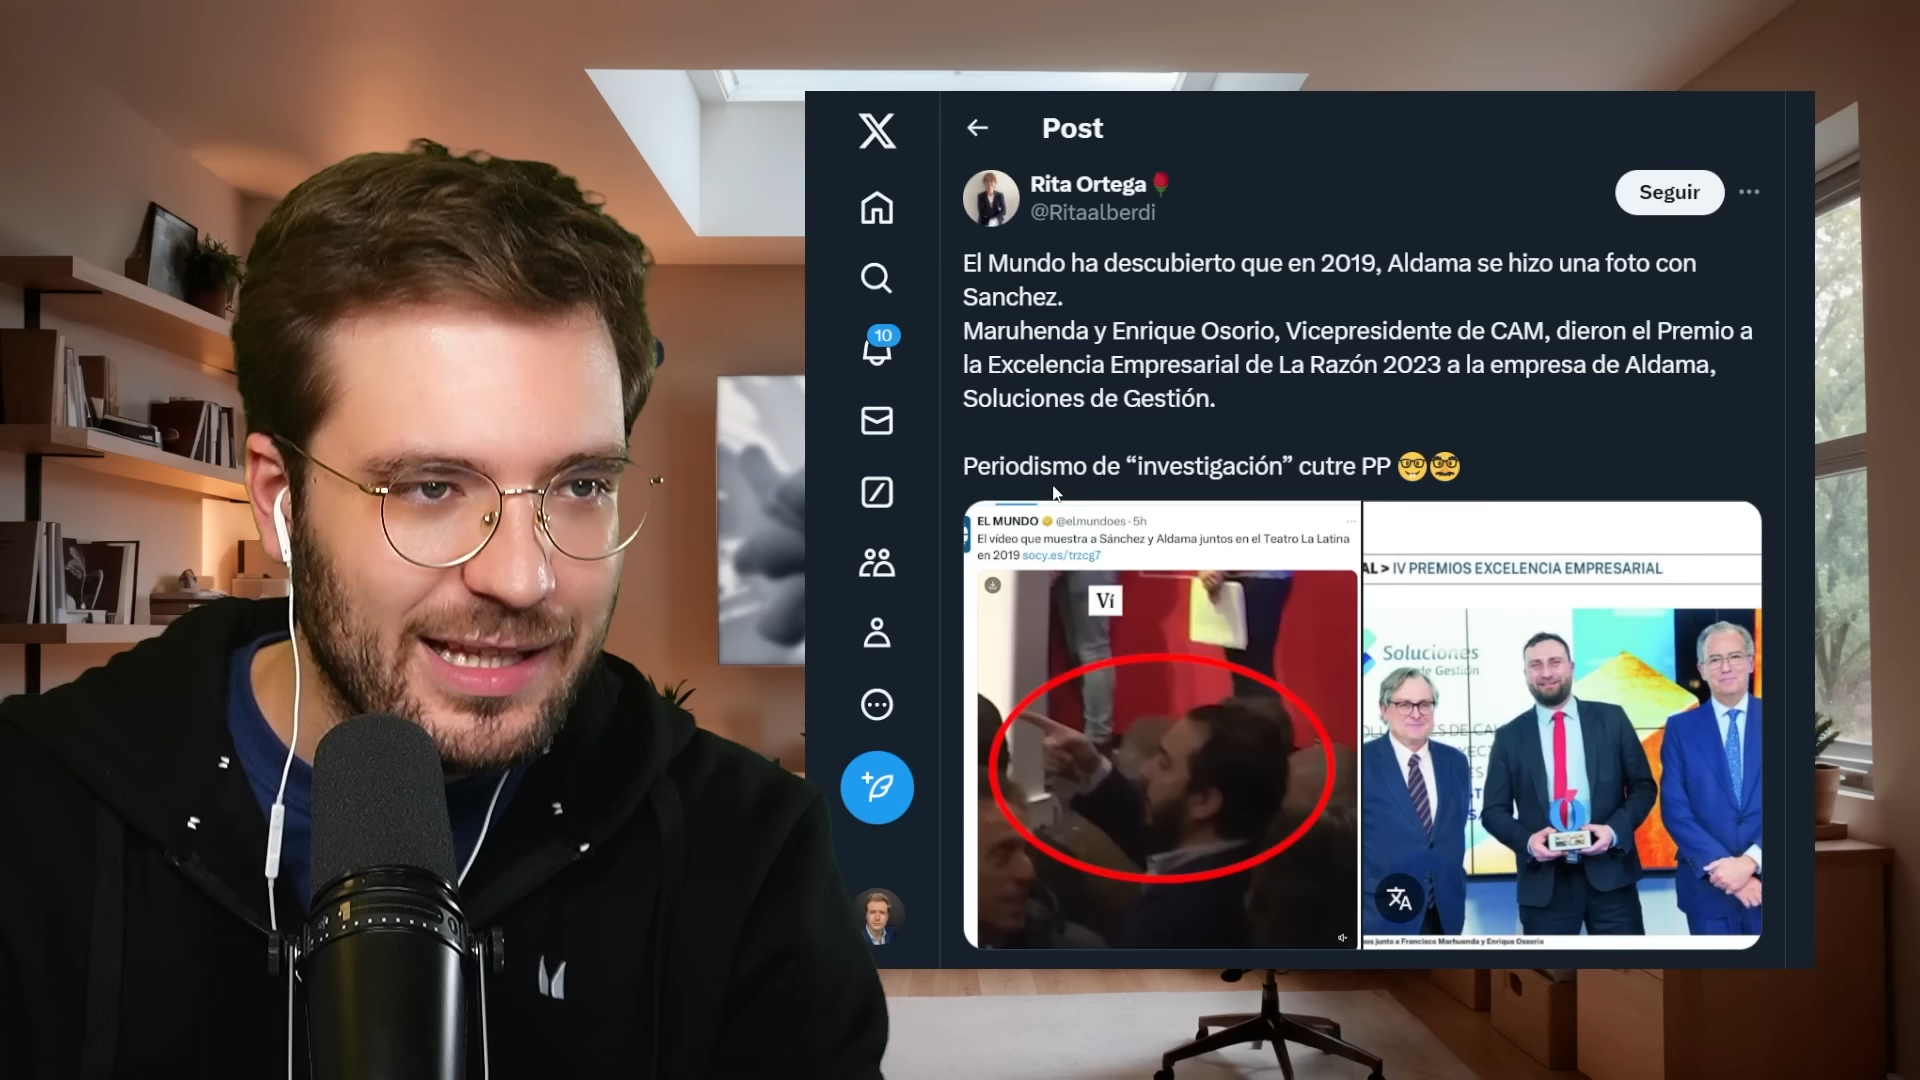 Post
Rita Ortega
@Ritaalberdi
Seguir
El Mundo ha descubierto que en 2019, Aldama se hizo una foto con
Sanchez.
Maruhenda y Enrique Osorio, Vicepresidente de CAM, dieron el Premio a
la Excelencia Empresarial de La Razón 2023 a la empresa de Aldama,
Soluciones de Gestión.
Periodismo de “investigación” cutre PP 🤓🥸
10
EL MUNDO @elmundoes · 5h
El vídeo que muestra a Sánchez y Aldama juntos en el Teatro La Latina
en 2019 socy.es/trzcg7
Ví
AL > IV PREMIOS EXCELENCIA EMPRESARIAL
Soluciones
de Gestión
os junto a Francisco Marhuenda y Enrique Ossorio